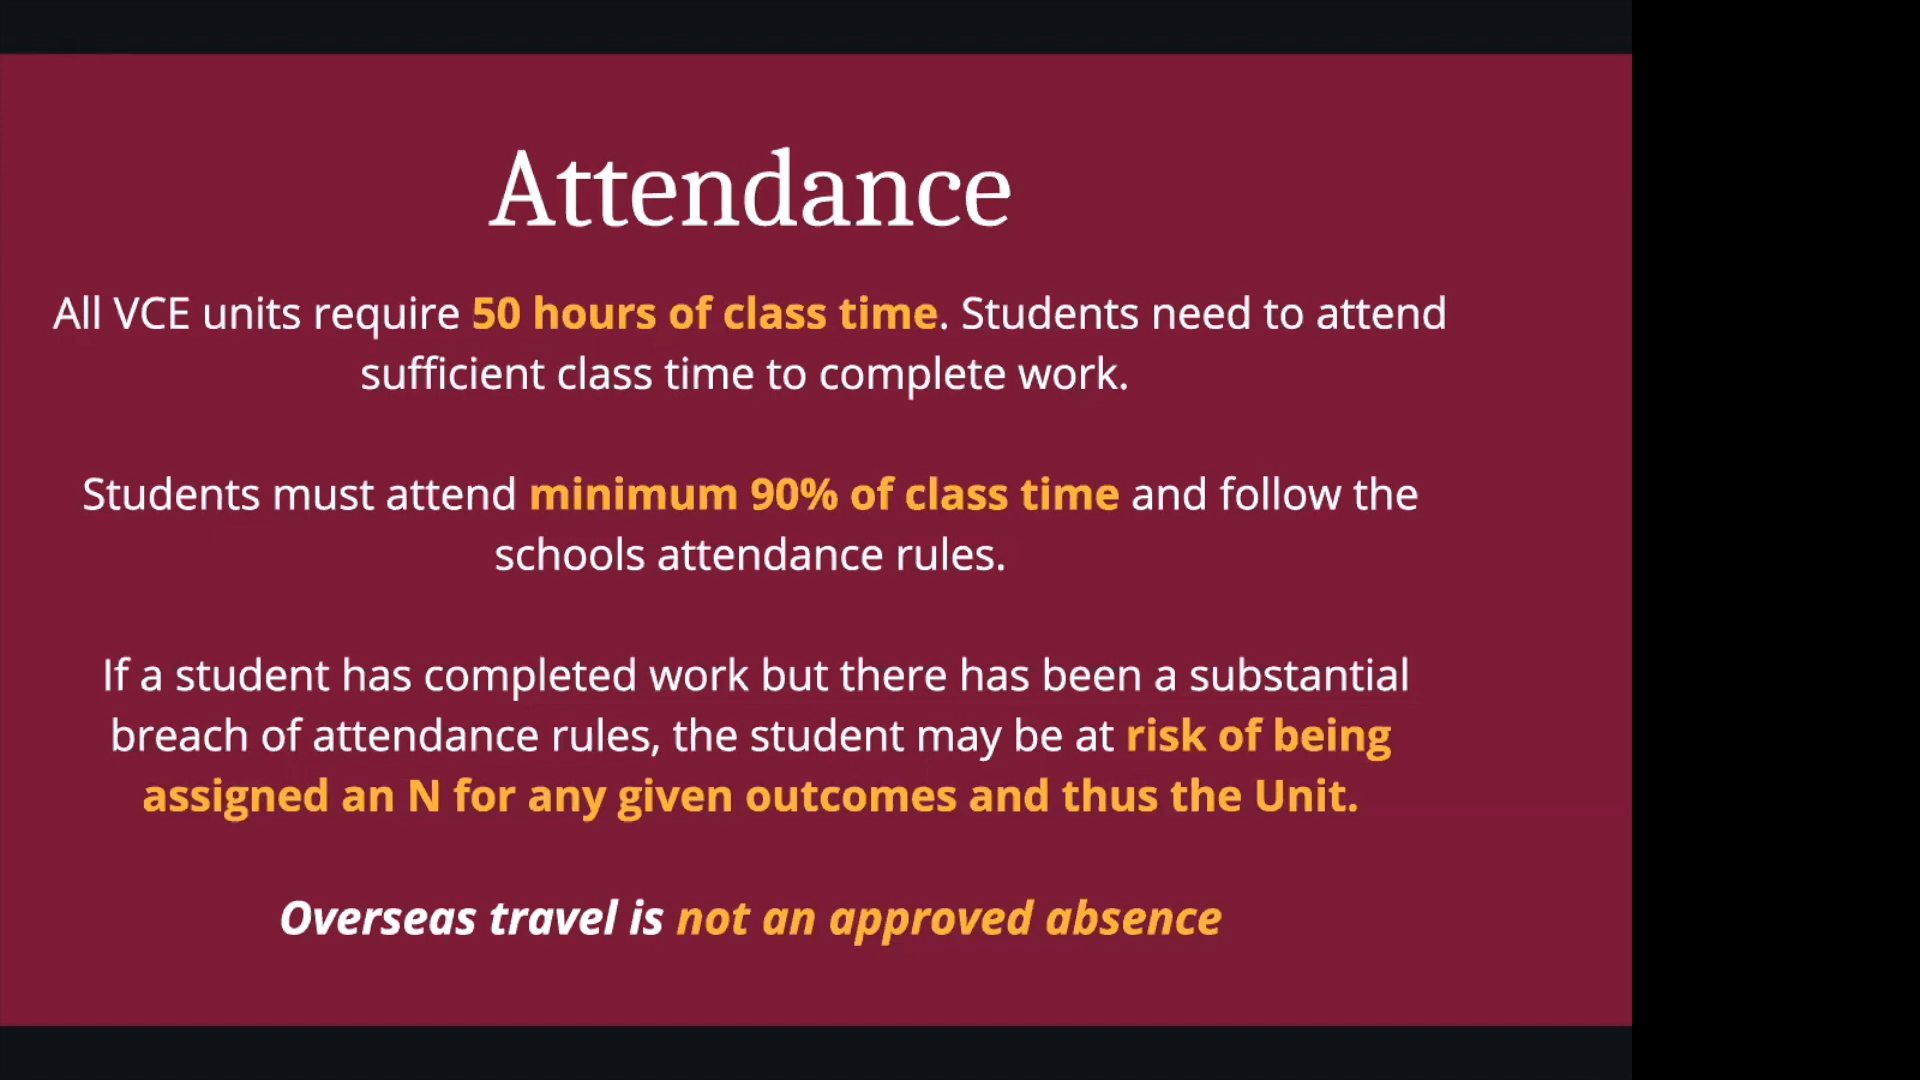 Attendance
All VCE units require 50 hours of class time. Students need to attend
sufficient class time to complete work.
Students must attend minimum 90% of class time and follow the
schools attendance rules.
If a student has completed work but there has been a substantial
breach of attendance rules, the student may be at risk of being
assigned an N for any given outcomes and thus the Unit.
Overseas travel is not an approved absence